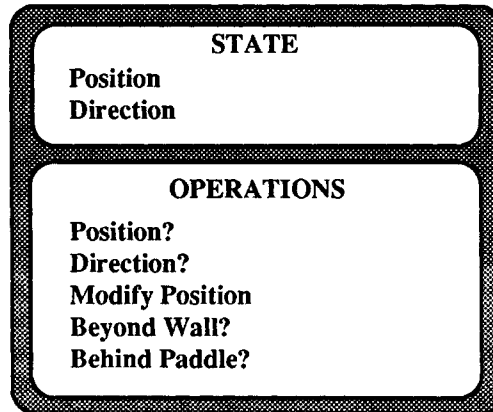 STATE
Position
Direction
OPERATIONS
Position?
Direction?
Modify Position
Beyond Wall?
Behind Paddle?